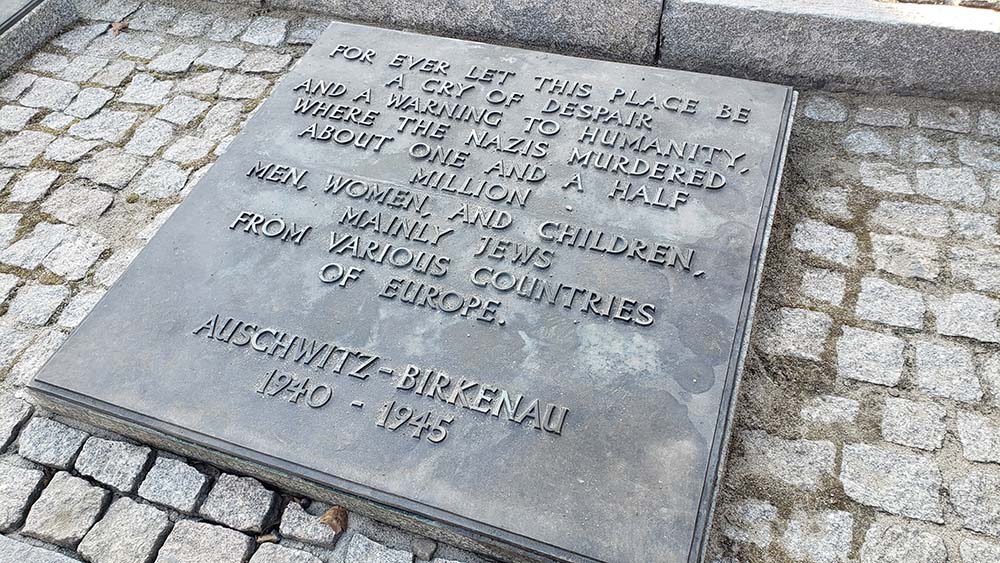 FOR EVER LET THIS PLACE BE
A CRY OF DESPAIR
AND A WARNING TO HUMANITY,
WHERE THE NAZIS MURDERED
ABOUT ONE AND A HALF
MILLION
MEN, WOMEN, AND CHILDREN,
MAINLY JEWS
FROM VARIOUS COUNTRIES
OF EUROPE.
AUSCHWITZ - BIRKENAU
1940 - 1945